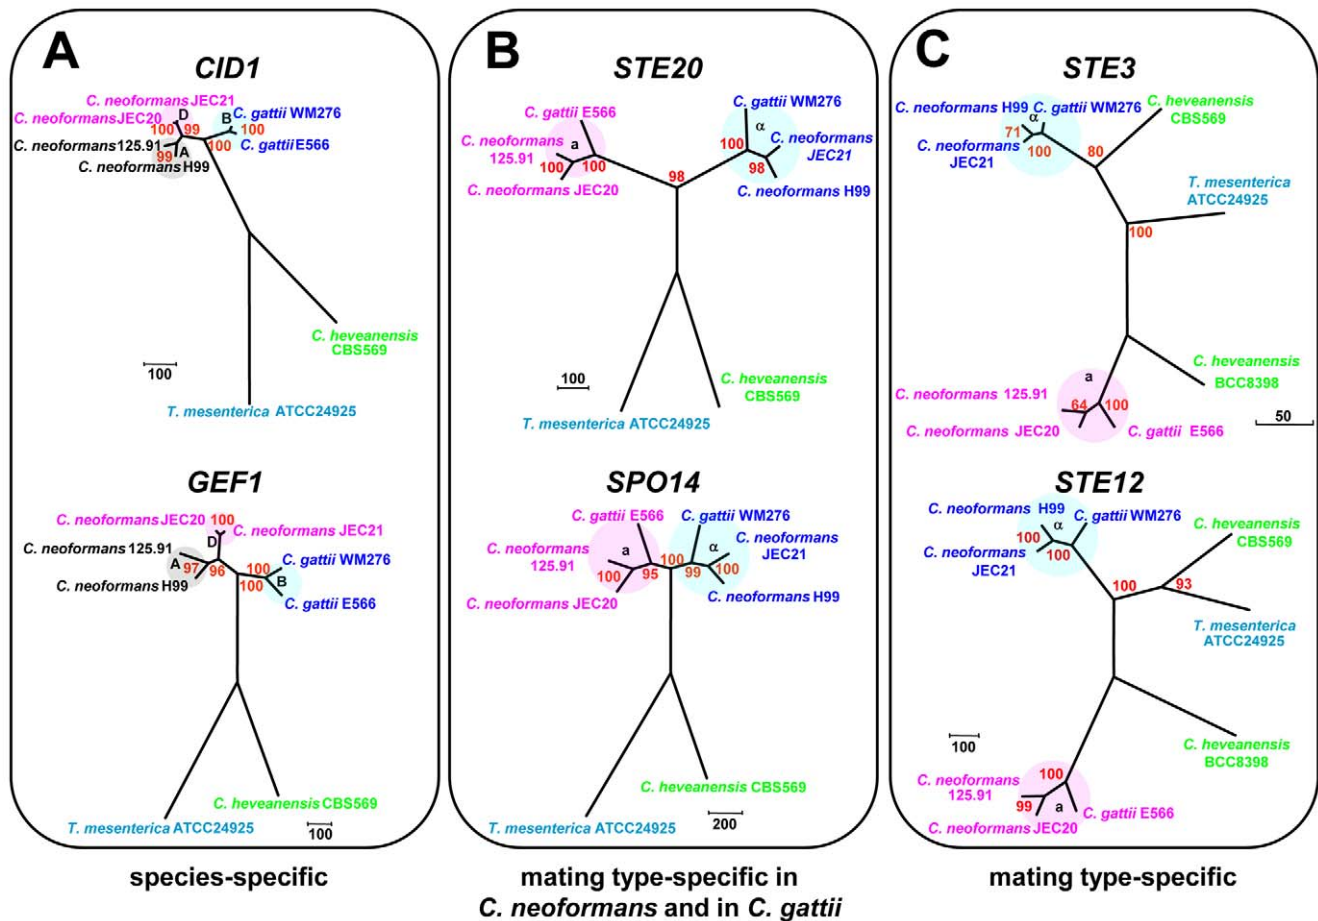 A
CID1
C. neoformans JEC21
C. neoformans JEC20
D
B
C. gattii WM276
100
99
100
C. neoformans 125.91
A
99
100
C. gattii E566
C. neoformans H99
C. heveanensis
CBS569
100
T. mesenterica ATCC24925
GEF1
C. neoformans JEC20
100
C. neoformans JEC21
D
C. neoformans 125.91
A
97
96
100
100
C. gattii WM276
B
C. neoformans H99
C. gattii E566
C. heveanensis CBS569
T. mesenterica ATCC24925
100
species-specific
B
STE20
C. gattii E566
C. gattii WM276
C. neoformans
125.91
a
α
C. neoformans
JEC21
100
100
100
98
C. neoformans JEC20
98
C. neoformans H99
100
C. heveanensis
CBS569
T. mesenterica ATCC24925
SPO14
C. gattii E566
C. gattii WM276
C. neoformans
125.91
a
α
C. neoformans
JEC21
100
95
100
99
100
C. neoformans JEC20
C. neoformans H99
C. heveanensis CBS569
T. mesenterica ATCC24925
200
mating type-specific in
C. neoformans and in C. gattii
C
STE3
C. neoformans H99
C. gattii WM276
C. heveanensis
CBS569
α
71
100
C. neoformans
JEC21
80
T. mesenterica
ATCC24925
100
C. heveanensis
BCC8398
a
C. neoformans 125.91
64
100
C. neoformans JEC20
C. gattii E566
50
STE12
C. neoformans H99
C. gattii WM276
α
100
100
C. neoformans
JEC21
C. heveanensis
CBS569
100
93
T. mesenterica
ATCC24925
100
C. heveanensis
BCC8398
C. neoformans
125.91
100
99
a
C. gattii E566
C. neoformans JEC20
mating type-specific